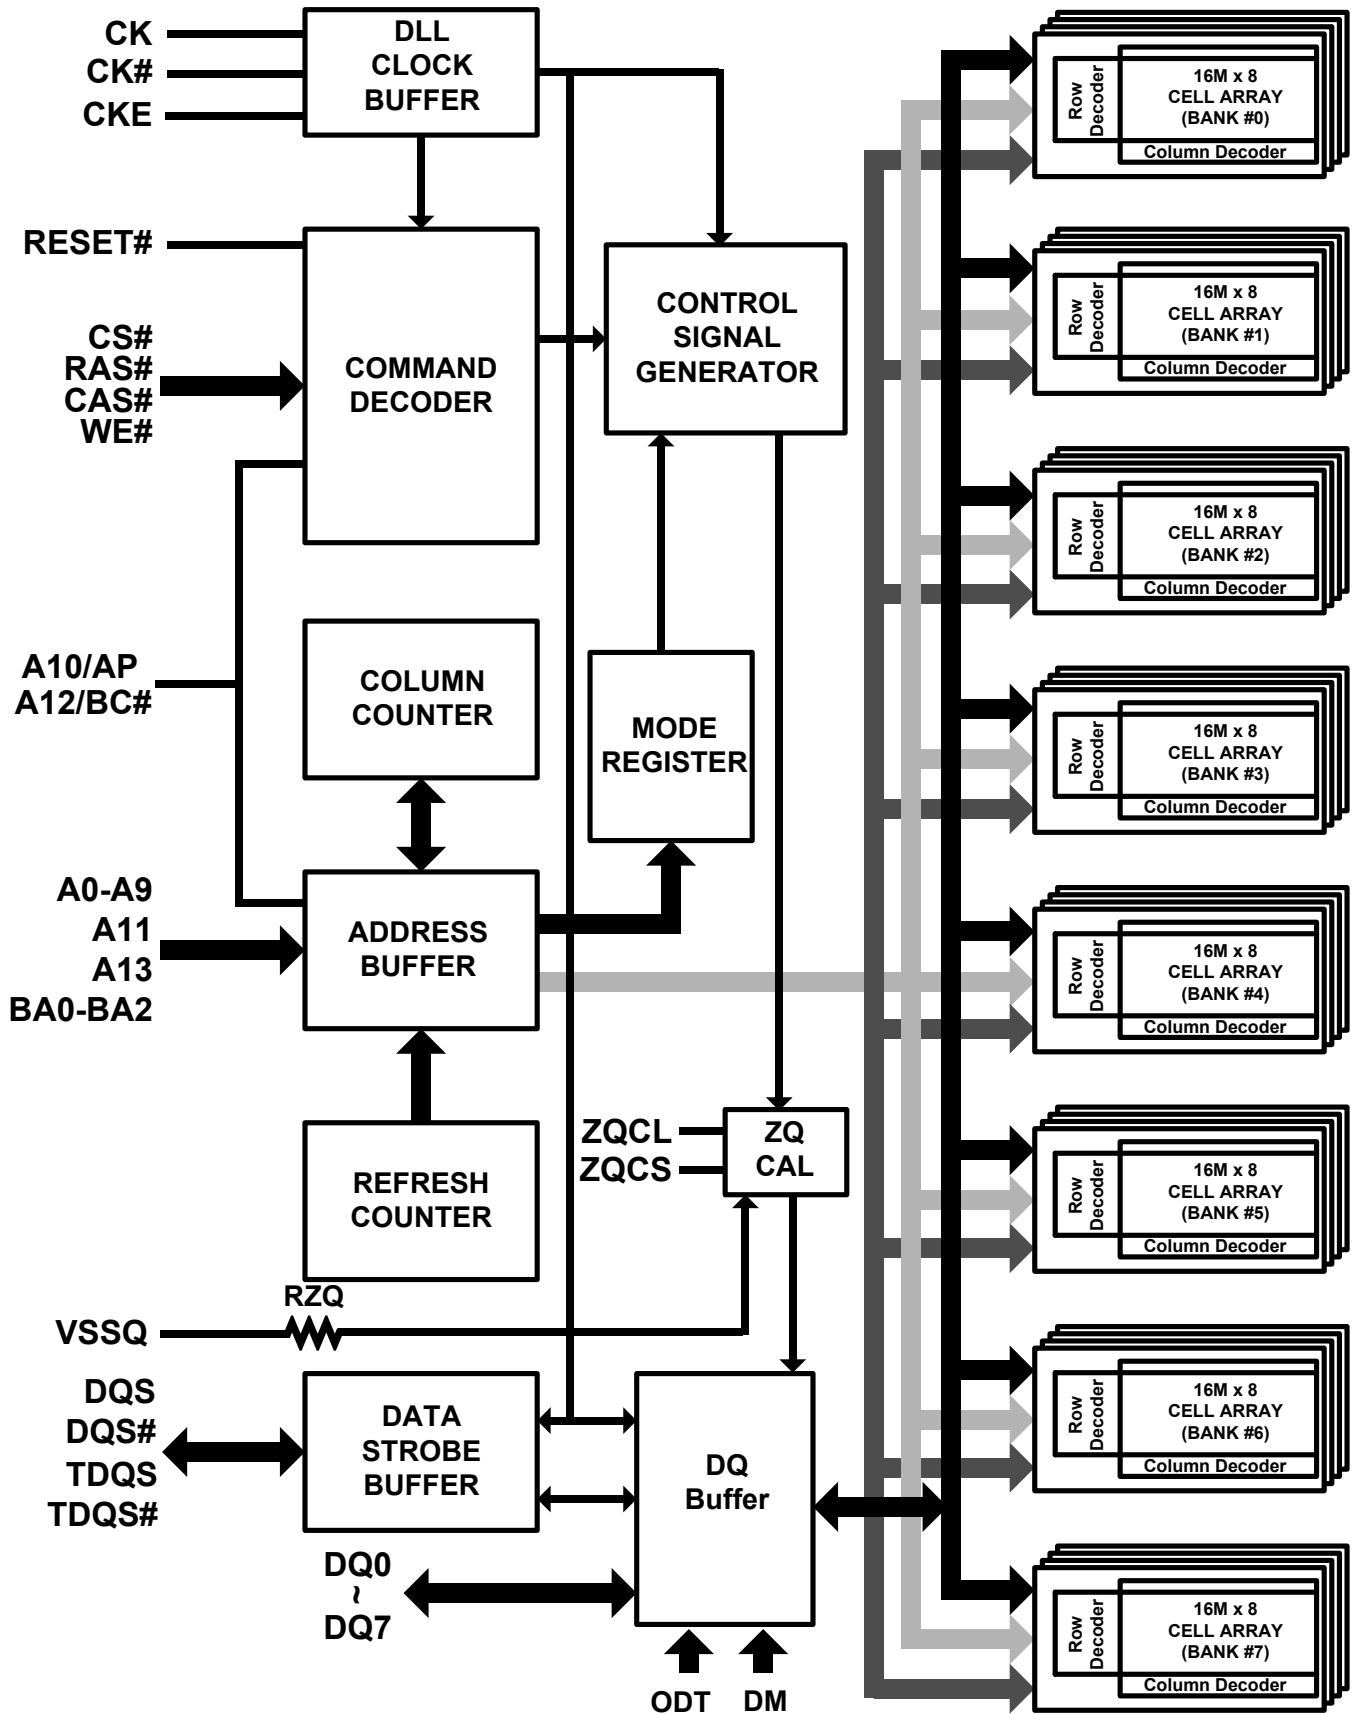 CK
CK#
CKE
DLL
CLOCK
BUFFER
RESET#
CS#
RAS#
CAS#
WE#
COMMAND
DECODER
CONTROL
SIGNAL
GENERATOR
A10/AP
A12/BC#
COLUMN
COUNTER
MODE
REGISTER
A0-A9
A11
A13
BA0-BA2
ADDRESS
BUFFER
REFRESH
COUNTER
ZQCL
ZQCS
ZQ
CAL
RZQ
VSSQ
DQS
DQS#
TDQS
TDQS#
DATA
STROBE
BUFFER
DQ
Buffer
DQ0
~
DQ7
ODT
DM
Row
Decoder
16M x 8
CELL ARRAY
(BANK #0)
Column Decoder
Row
Decoder
16M x 8
CELL ARRAY
(BANK #1)
Column Decoder
Row
Decoder
16M x 8
CELL ARRAY
(BANK #2)
Column Decoder
Row
Decoder
16M x 8
CELL ARRAY
(BANK #3)
Column Decoder
Row
Decoder
16M x 8
CELL ARRAY
(BANK #4)
Column Decoder
Row
Decoder
16M x 8
CELL ARRAY
(BANK #5)
Column Decoder
Row
Decoder
16M x 8
CELL ARRAY
(BANK #6)
Column Decoder
Row
Decoder
16M x 8
CELL ARRAY
(BANK #7)
Column Decoder